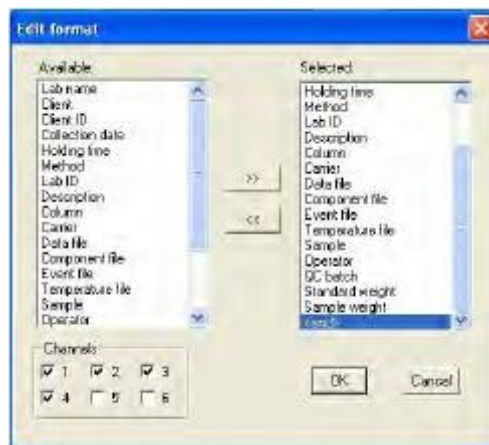 Edit format
Available:
Lab name
Client
Client ID
Collection date
Holding time
Method
Lab ID
Description
Column
Carrier
Data file
Component file
Event file
Temperature file
Sample
Operator
>>
<<
Selected:
Holding time
Method
Lab ID
Description
Column
Carrier
Data file
Component file
Event file
Temperature file
Sample
Operator
QC batch
Standard weight
Sample weight
Channels
1 2 3
4 5 6
OK Cancel